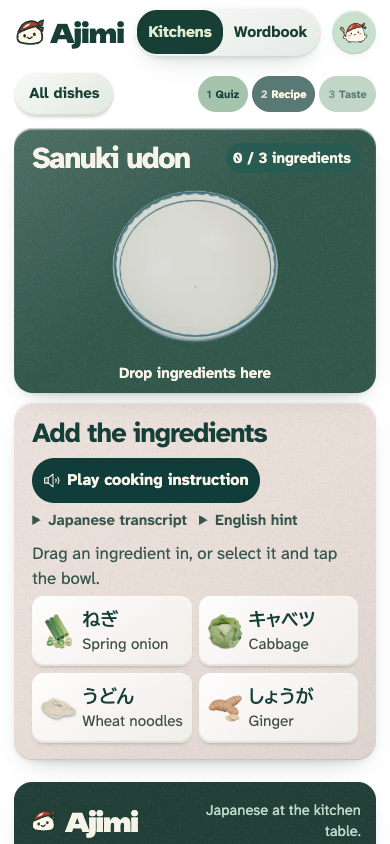 Ajimi
Kitchens
Wordbook
All dishes
1 Quiz
2 Recipe
3 Taste
Sanuki udon
0 / 3 ingredients
Drop ingredients here
Add the ingredients
Play cooking instruction
Japanese transcript
English hint
Drag an ingredient in, or select it and tap
the bowl.
ねぎ
Spring onion
キャベツ
Cabbage
うどん
Wheat noodles
しょうが
Ginger
Ajimi
Japanese at the kitchen
table.